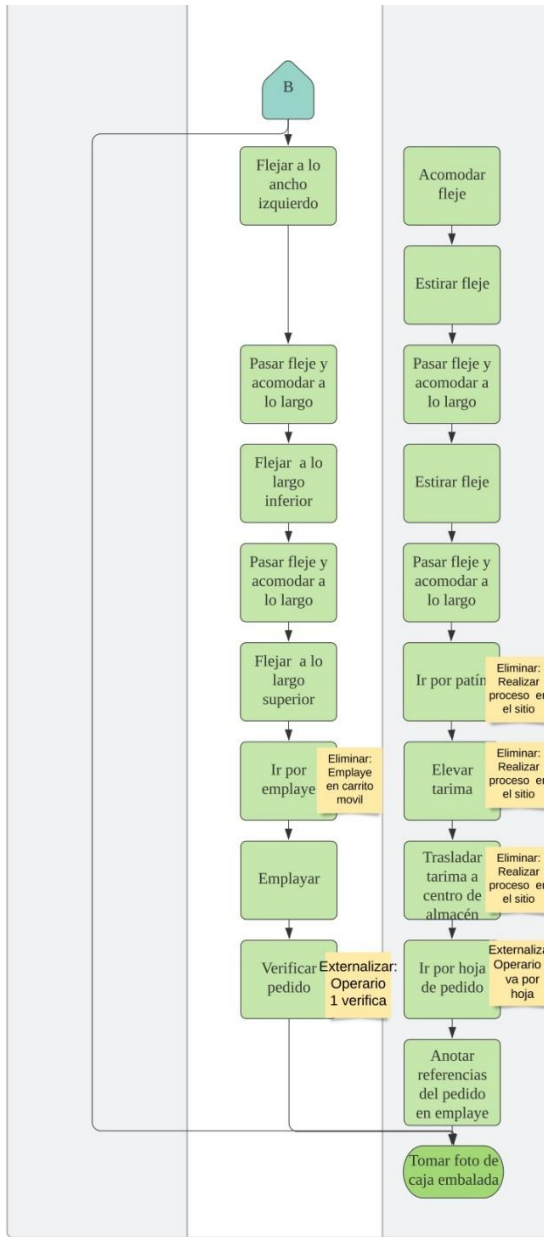 B
Flejar a lo
ancho
izquierdo
Pasar fleje y
acomodar a
lo largo
Flejar a lo
largo
inferior
Pasar fleje y
acomodar a
lo largo
Flejar a lo
largo
superior
Ir por
emplaye
Eliminar:
Emplaye
en carrito
movil
Emplayar
Verificar
pedido
Externalizar:
Operario
1 verifica
Acomodar
fleje
Estirar fleje
Pasar fleje y
acomodar a
lo largo
Estirar fleje
Pasar fleje y
acomodar a
lo largo
Ir por patín
Eliminar:
Realizar
proceso en
el sitio
Elevar
tarima
Eliminar:
Realizar
proceso en
el sitio
Trasladar
tarima a
centro de
almacén
Eliminar:
Realizar
proceso en
el sitio
Ir por hoja
de pedido
Externaliza
Operario
va por
hoja
Anotar
referencias
del pedido
en emplaye
Tomar foto de
caja embalada